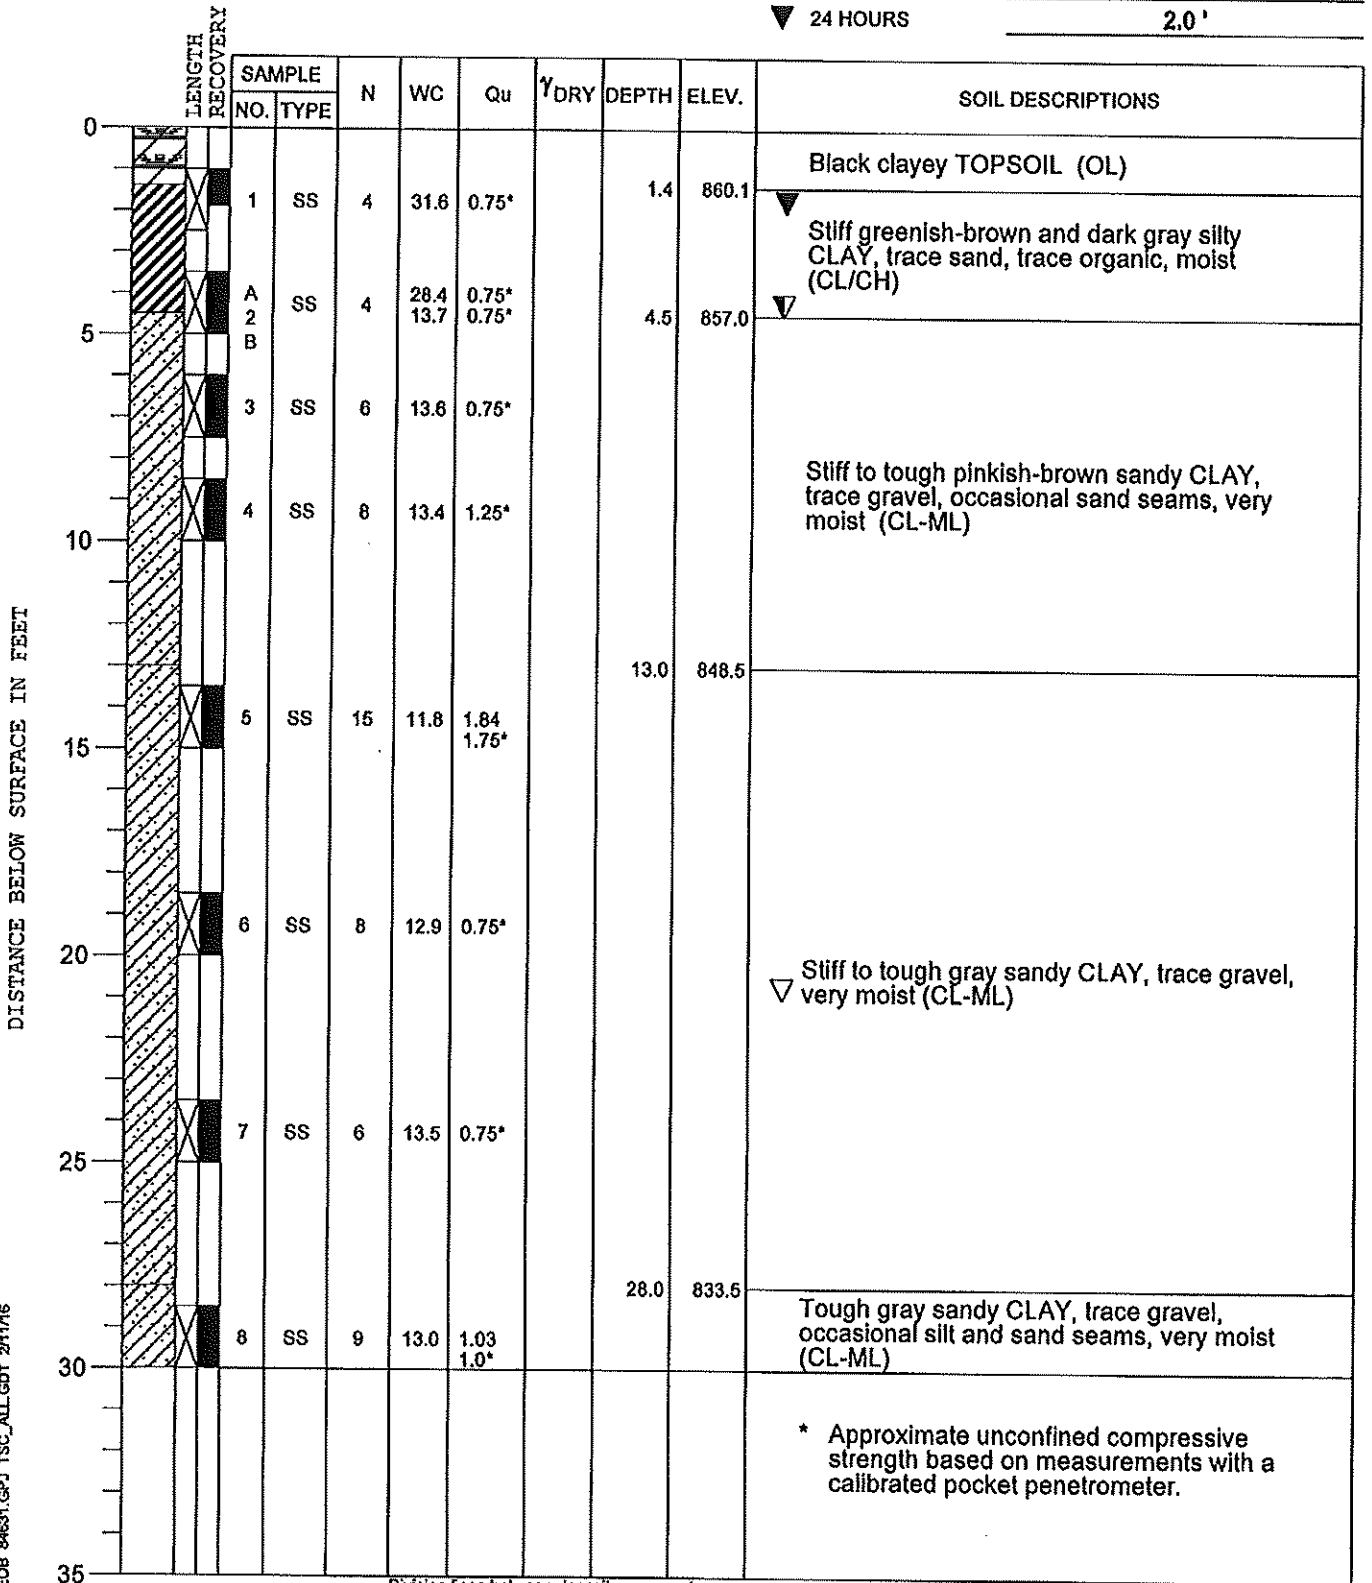 24 HOURS 2.0'
LENGTH
RECOVERY
SAMPLE
NO. TYPE N WC Qu γDRY DEPTH ELEV. SOIL DESCRIPTIONS
0
Black clayey TOPSOIL (OL)
1.4 860.1
1 SS 4 31.6 0.75*
Stiff greenish-brown and dark gray silty
CLAY, trace sand, trace organic, moist
(CL/CH)
A 28.4 0.75*
2 SS 4 13.7 0.75*
B
4.5 857.0
5
3 SS 6 13.6 0.75*
Stiff to tough pinkish-brown sandy CLAY,
trace gravel, occasional sand seams, very
moist (CL-ML)
4 SS 8 13.4 1.25*
10
13.0 848.5
5 SS 15 11.8 1.84
1.75*
15
6 SS 8 12.9 0.75*
20
Stiff to tough gray sandy CLAY, trace gravel,
very moist (CL-ML)
7 SS 6 13.5 0.75*
25
28.0 833.5
Tough gray sandy CLAY, trace gravel,
occasional silt and sand seams, very moist
(CL-ML)
8 SS 9 13.0 1.03
1.0*
30
* Approximate unconfined compressive
strength based on measurements with a
calibrated pocket penetrometer.
35
DISTANCE BELOW SURFACE IN FEET
84631.GPJ TSC_ALL.GDT 2/11/16